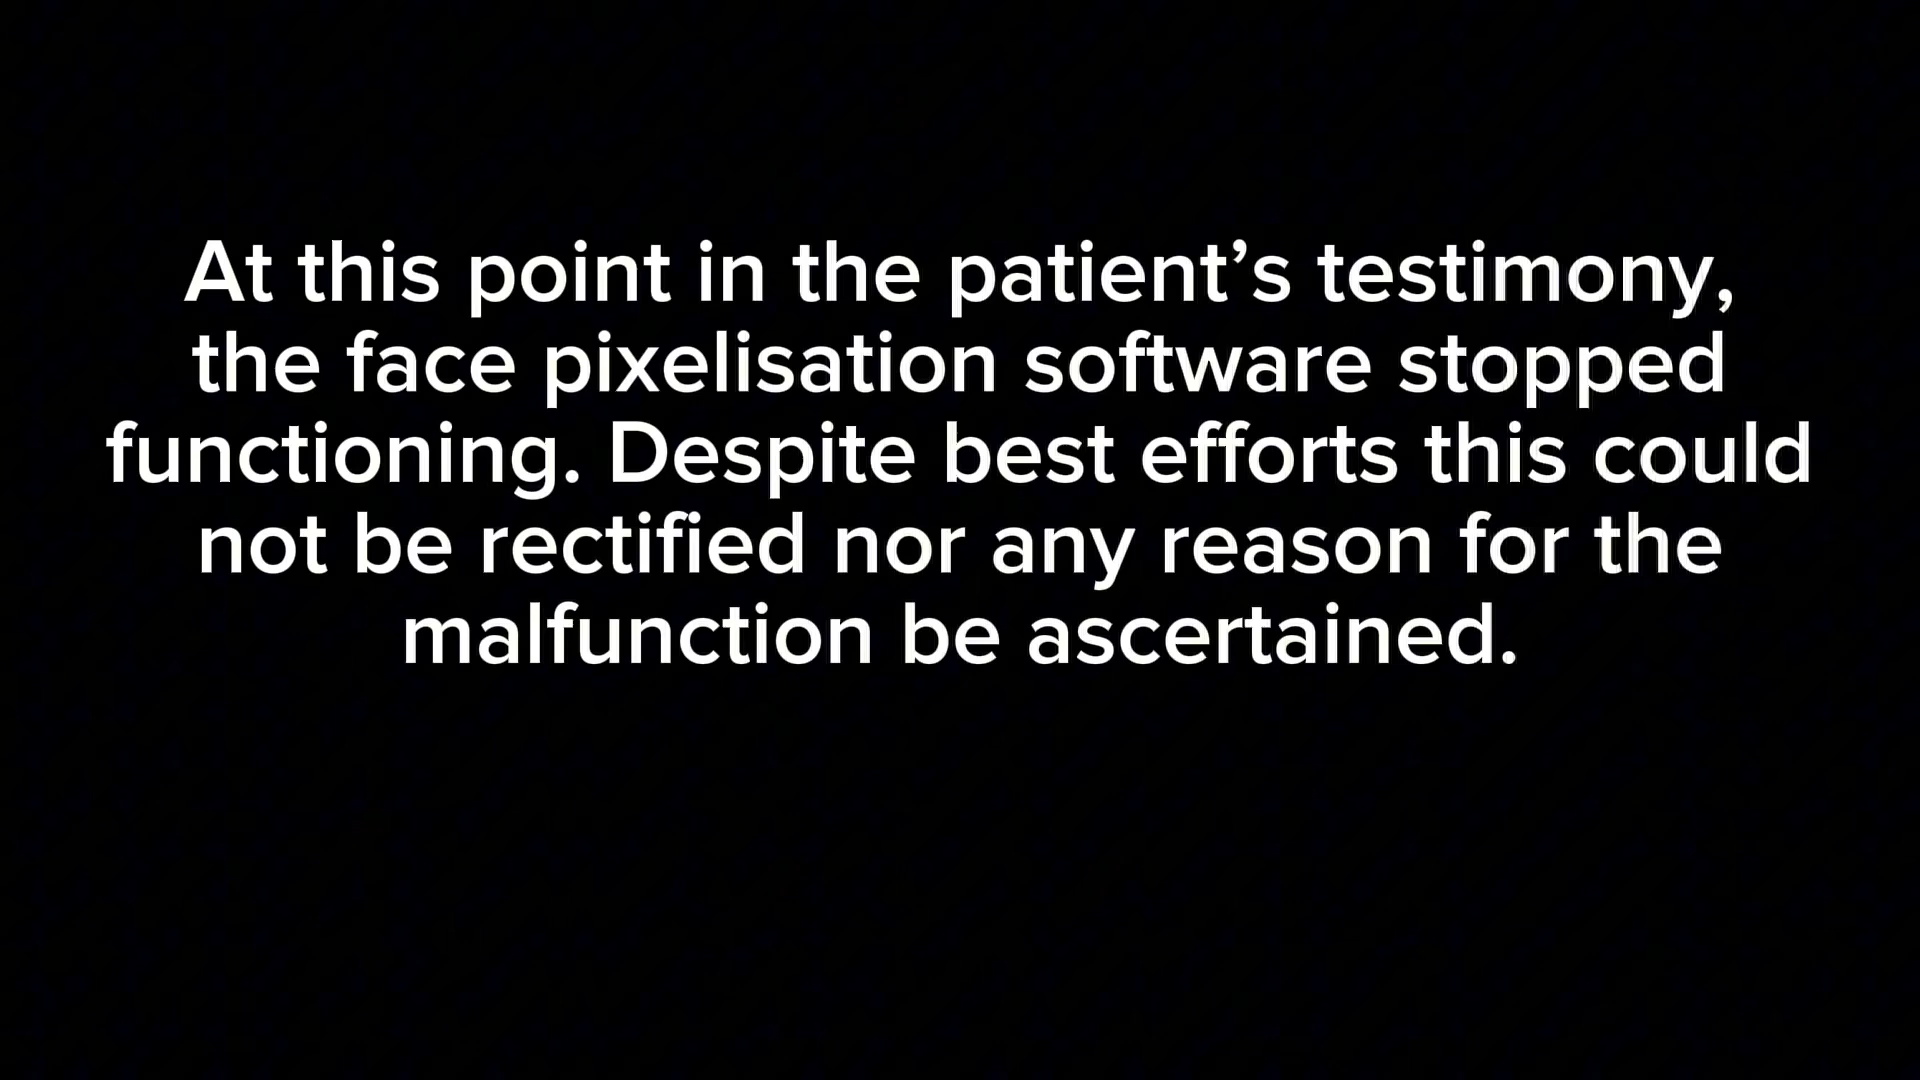 At this point in the patient’s testimony,
the face pixelisation software stopped
functioning. Despite best efforts this could
not be rectified nor any reason for the
malfunction be ascertained.